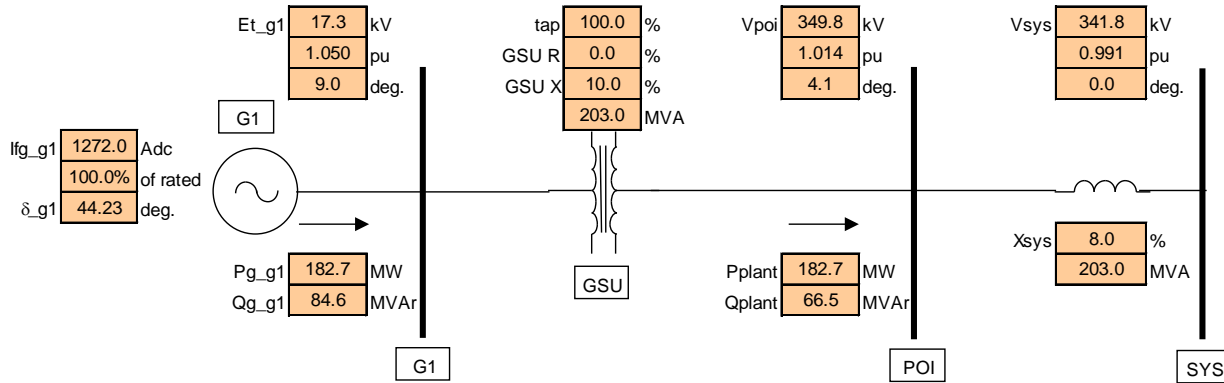 Et_g1 17.3 kV
1.050 pu
9.0 deg.
tap 100.0 %
GSU R 0.0 %
GSU X 10.0 %
203.0 MVA
Vpoi 349.8 kV
1.014 pu
4.1 deg.
Vsys 341.8 kV
0.991 pu
0.0 deg.
G1
Ifg_g1 1272.0 Adc
100.0% of rated
δ_g1 44.23 deg.
Pg_g1 182.7 MW
Qg_g1 84.6 MVAr
GSU
Pplant 182.7 MW
Qplant 66.5 MVAr
Xsys 8.0 %
203.0 MVA
G1
POI
SYS